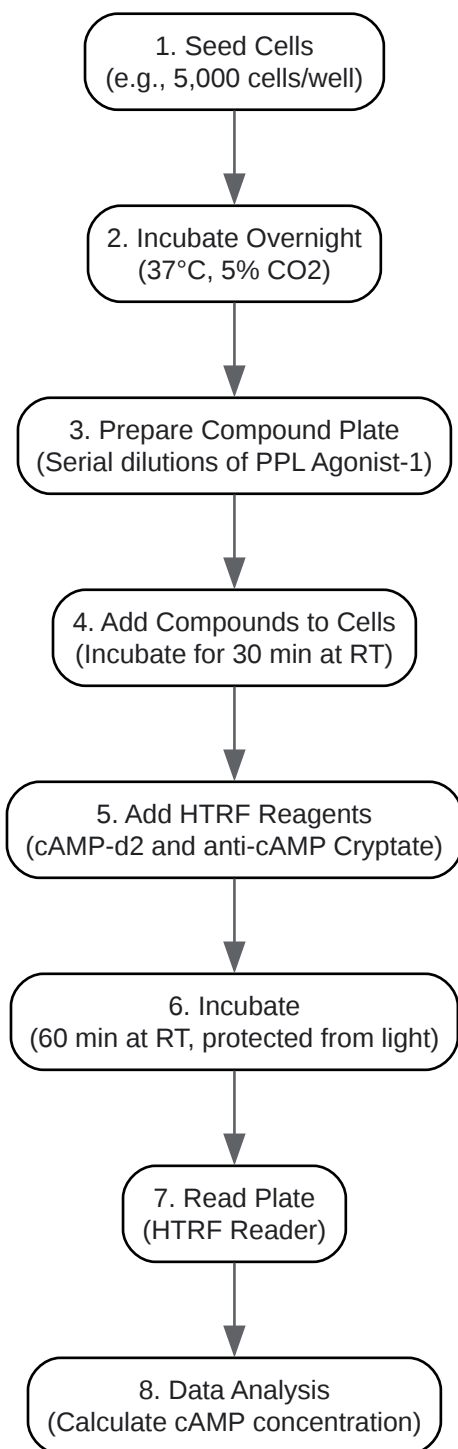 1. Seed Cells
(e.g., 5,000 cells/well)
2. Incubate Overnight
(37°C, 5% CO2)
3. Prepare Compound Plate
(Serial dilutions of PPL Agonist-1)
4. Add Compounds to Cells
(Incubate for 30 min at RT)
5. Add HTRF Reagents
(cAMP-d2 and anti-cAMP Cryptate)
6. Incubate
(60 min at RT, protected from light)
7. Read Plate
(HTRF Reader)
8. Data Analysis
(Calculate cAMP concentration)